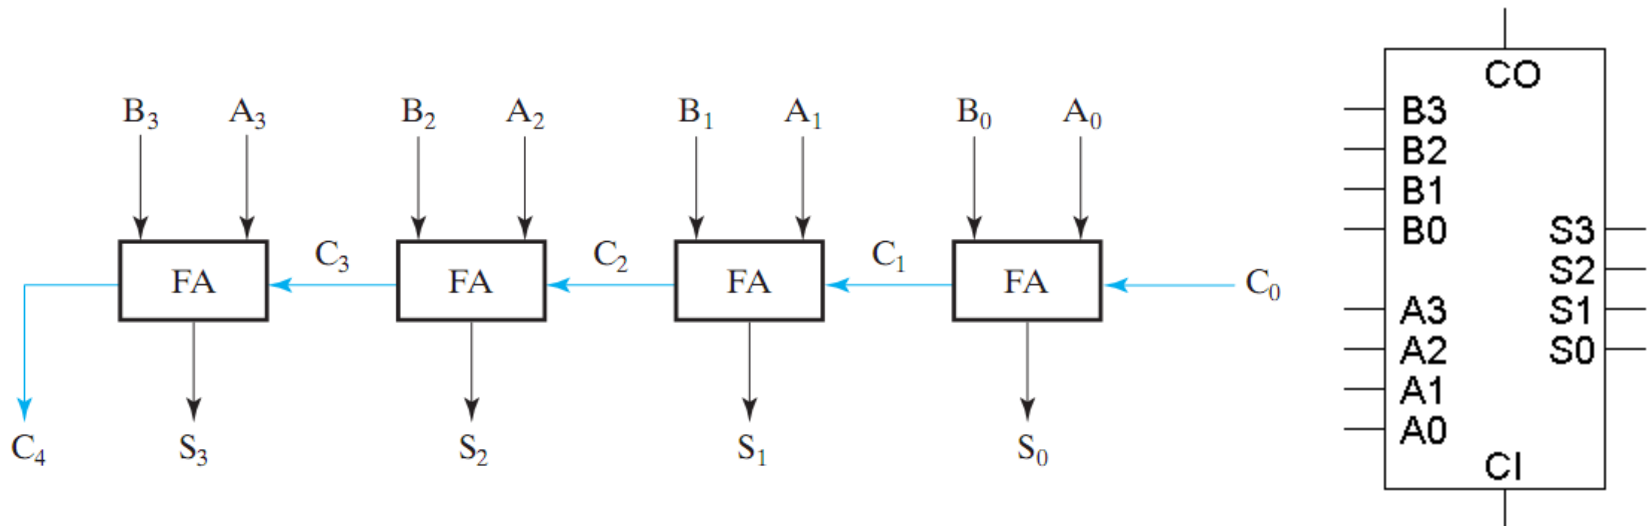 B₃ A₃ B₂ A₂ B₁ A₁ B₀ A₀
FA C₃ FA C₂ FA C₁ FA C₀
C₄ S₃ S₂ S₁ S₀
CO
B3
B2
B1
B0 S3
S2
A3 S1
A2 S0
A1
A0
CI